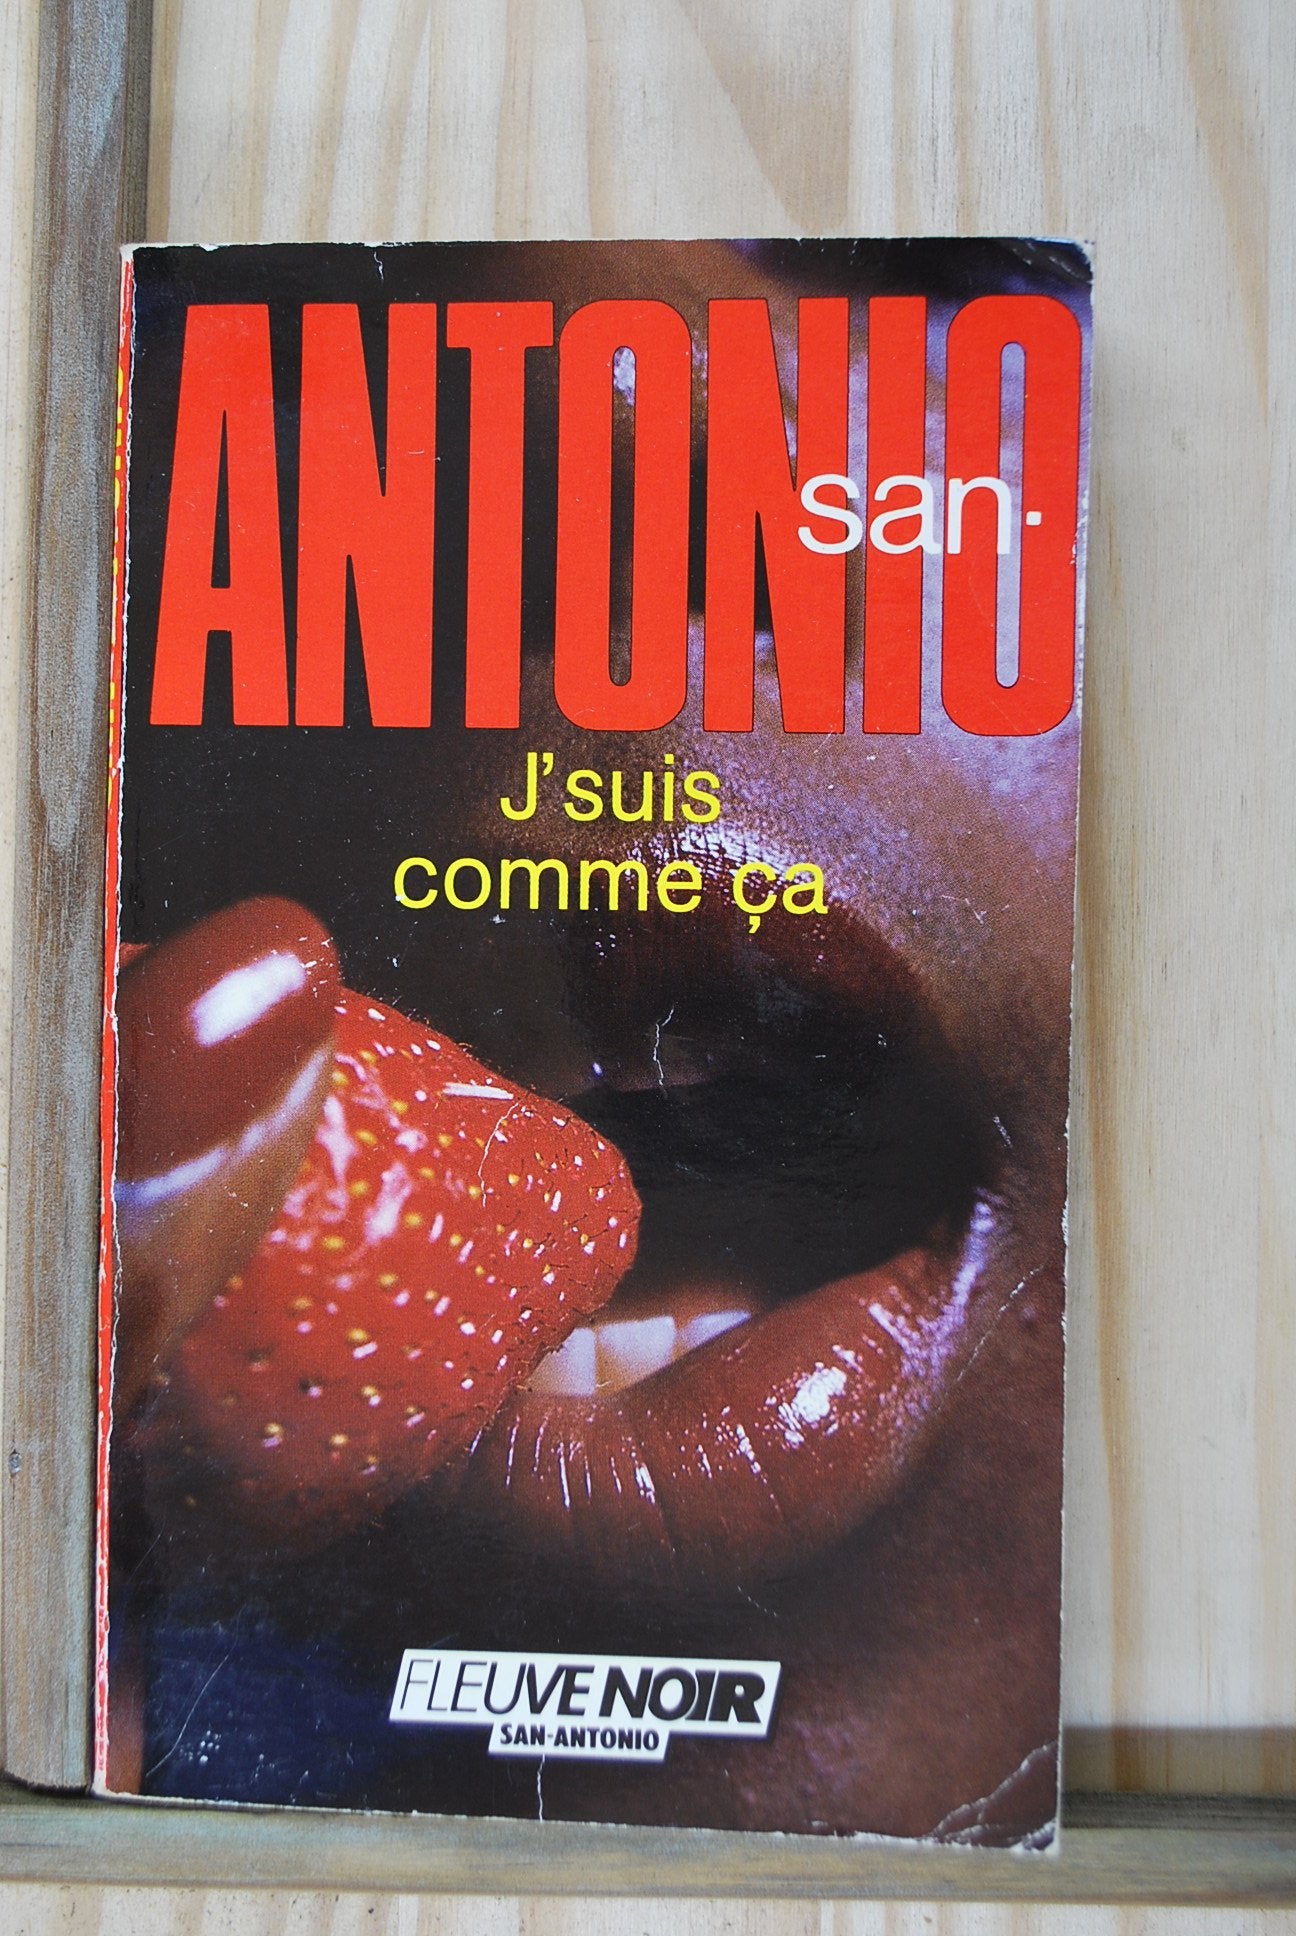 san-
ANTONIO
J'suis
comme ça
FLEUVE NOIR
SAN-ANTONIO